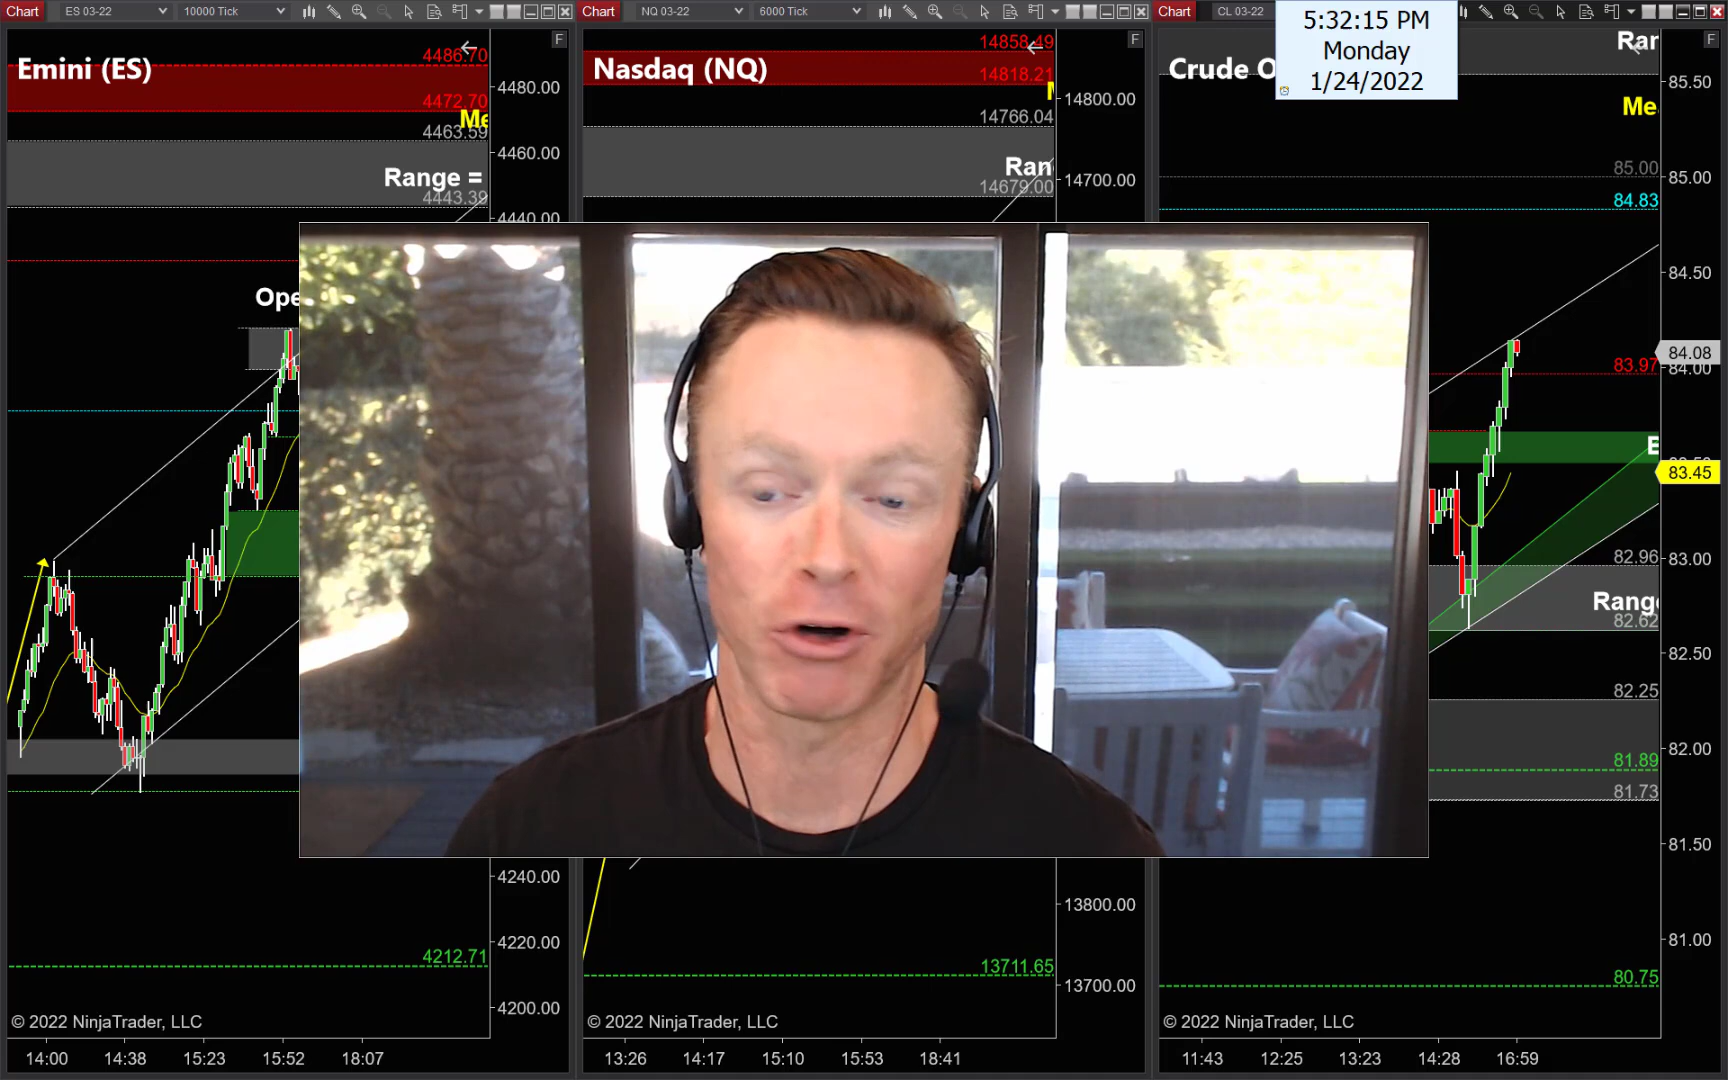 Chart ES 03-22 10000 Tick
Chart NQ 03-22 6000 Tick
Chart CL 03-22
5:32:15 PM
Monday
1/24/2022
Emini (ES)
4486.70
4472.70
Me
4463.59
Range =
4443.39
Ope
4212.71
4480.00
4460.00
4440.00
4240.00
4220.00
4200.00
F
© 2022 NinjaTrader, LLC
14:00 14:38 15:23 15:52 18:07
Nasdaq (NQ)
14858.49
14818.21
14766.04
Ran
14679.00
13711.65
14800.00
14700.00
13800.00
13700.00
F
© 2022 NinjaTrader, LLC
13:26 14:17 15:10 15:53 18:41
Crude O
Ran
Me
85.00
84.83
83.97
E
82.96
Rang
82.62
82.25
81.89
81.73
80.75
F
85.50
85.00
84.50
84.08
84.00
83.45
83.00
82.50
82.00
81.50
81.00
© 2022 NinjaTrader, LLC
11:43 12:25 13:23 14:28 16:59